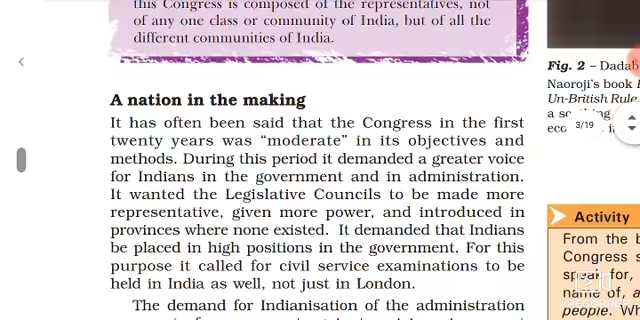 this Congress is composed of the representatives, not
of any one class or community of India, but of all the
different communities of India.
A nation in the making
It has often been said that the Congress in the first
twenty years was “moderate” in its objectives and
methods. During this period it demanded a greater voice
for Indians in the government and in administration.
It wanted the Legislative Councils to be made more
representative, given more power, and introduced in
provinces where none existed. It demanded that Indians
be placed in high positions in the government. For this
purpose it called for civil service examinations to be
held in India as well, not just in London.
The demand for Indianisation of the administration
Fig. 2 – Dadab
Naoroji's book
Un-British Rule
a
3/19
Activity
From the b
Congress s
speak for,
name of, a
people. Wh